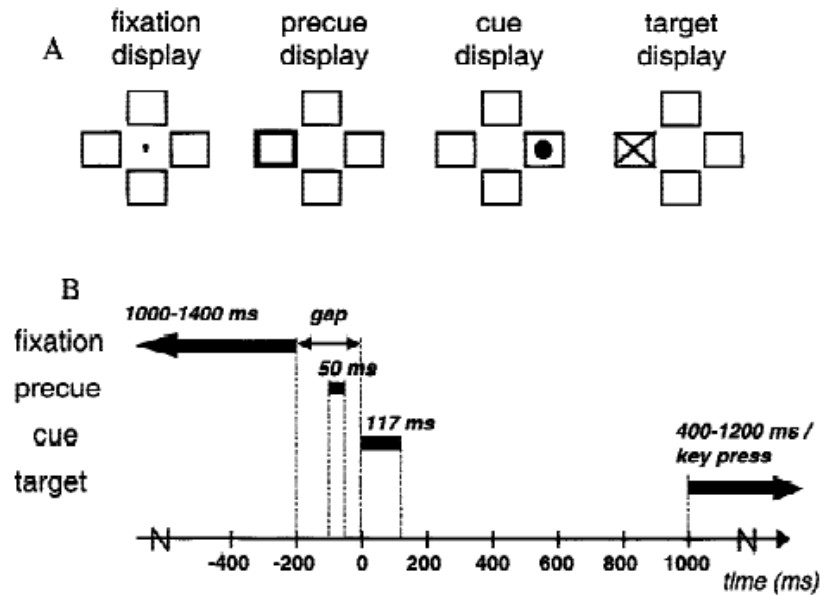 A
fixation display
precue display
cue display
target display
B
1000-1400 ms
gap
fixation
50 ms
precue
117 ms
cue
400-1200 ms /
key press
target
-400 -200 0 200 400 600 800 1000
time (ms)